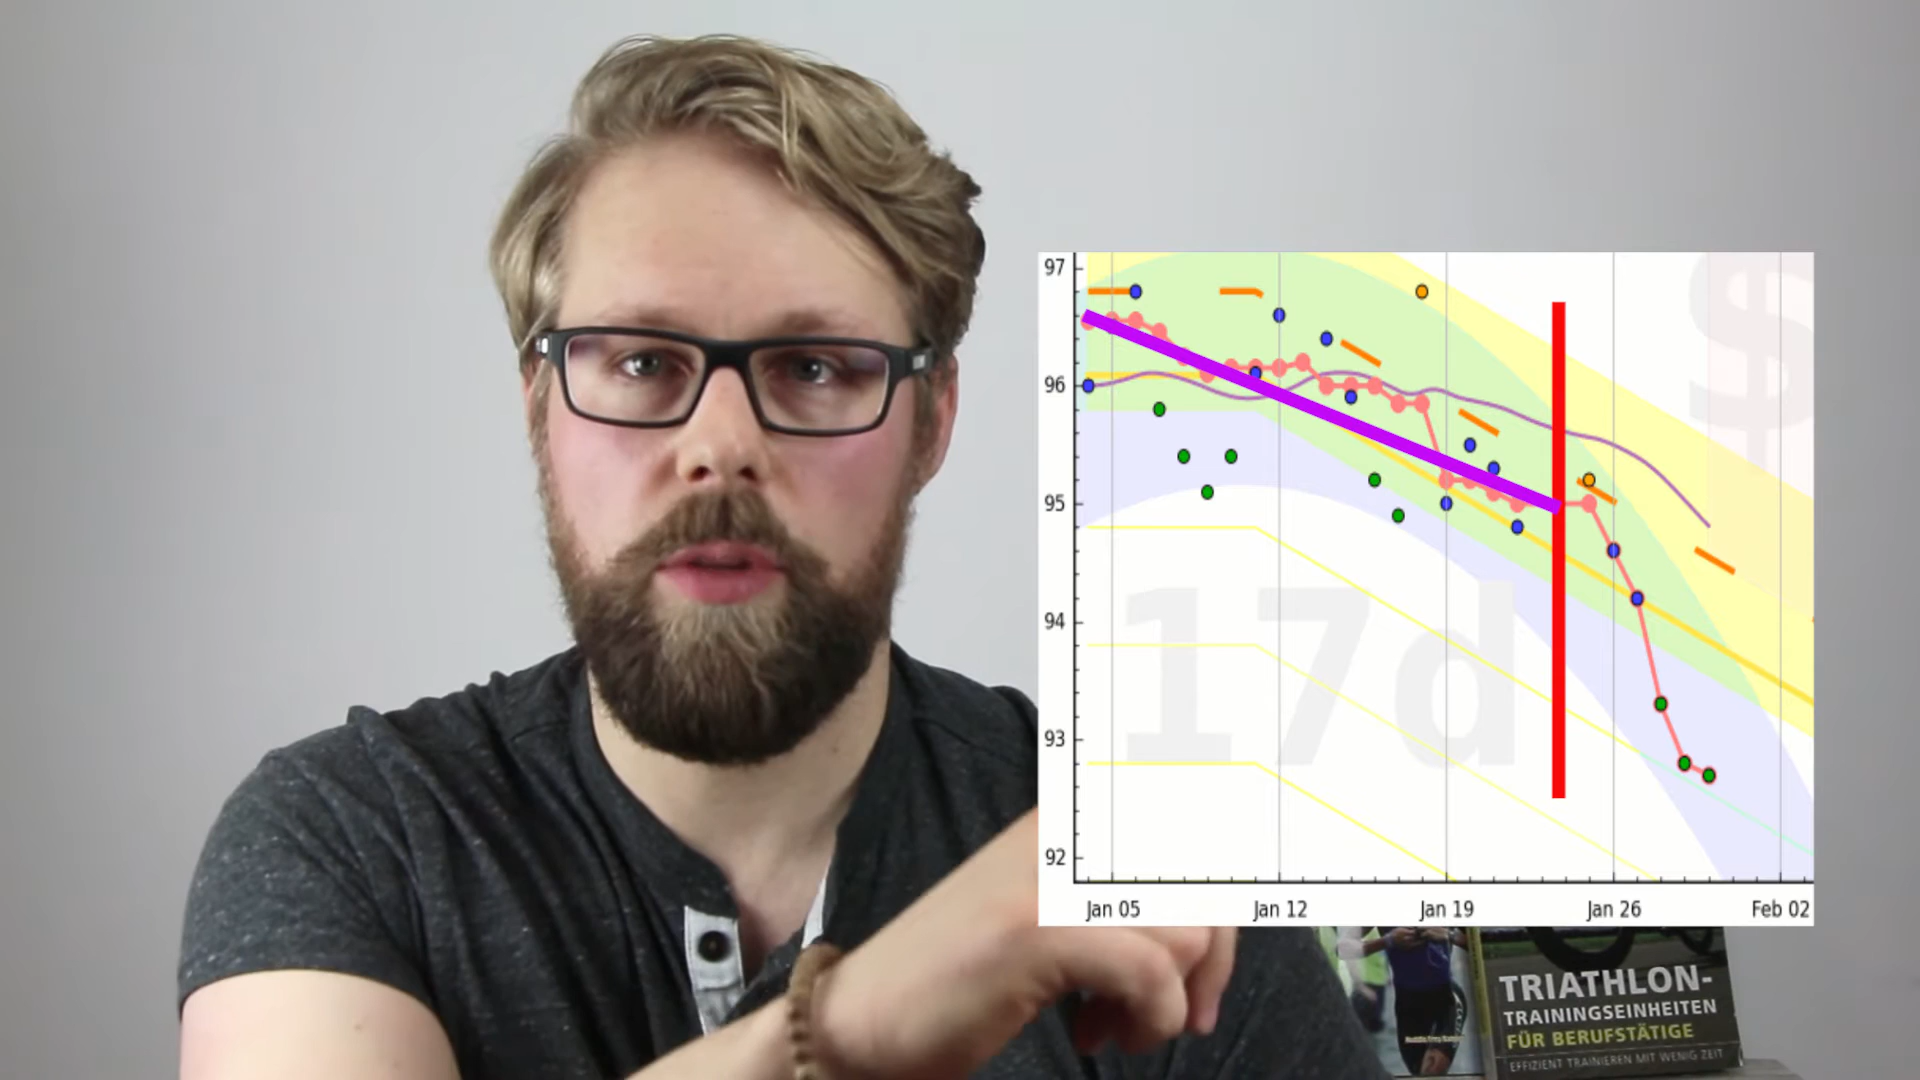 $
97
96
95
94
93
92
17d
Jan 05
Jan 12
Jan 19
Jan 26
Feb 02
TRIATHLON-
TRAININGSEINHEITEN
FÜR BERUFSTÄTIGE
EFFIZIENT TRAINIEREN MIT WENIG ZEIT